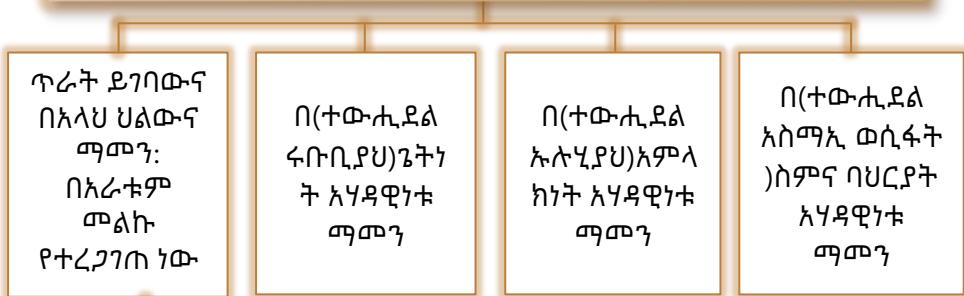 ጥራት ይገባውና
በአላህ ህልውና
ማመን:
በአራቱም
መልኩ
የተረጋገጠ ነው
በ(ተውሒደል
ሩቡቢያህ)ጌትነ
ት አሃዳዊነቱ
ማመን
በ(ተውሒደል
ኡሉሂያህ)አምላ
ክነት አሃዳዊነቱ
ማመን
በ(ተውሒደል
አስማኢ ወሲፋት
)ስምና ባህርያት
አሃዳዊነቱ
ማመን